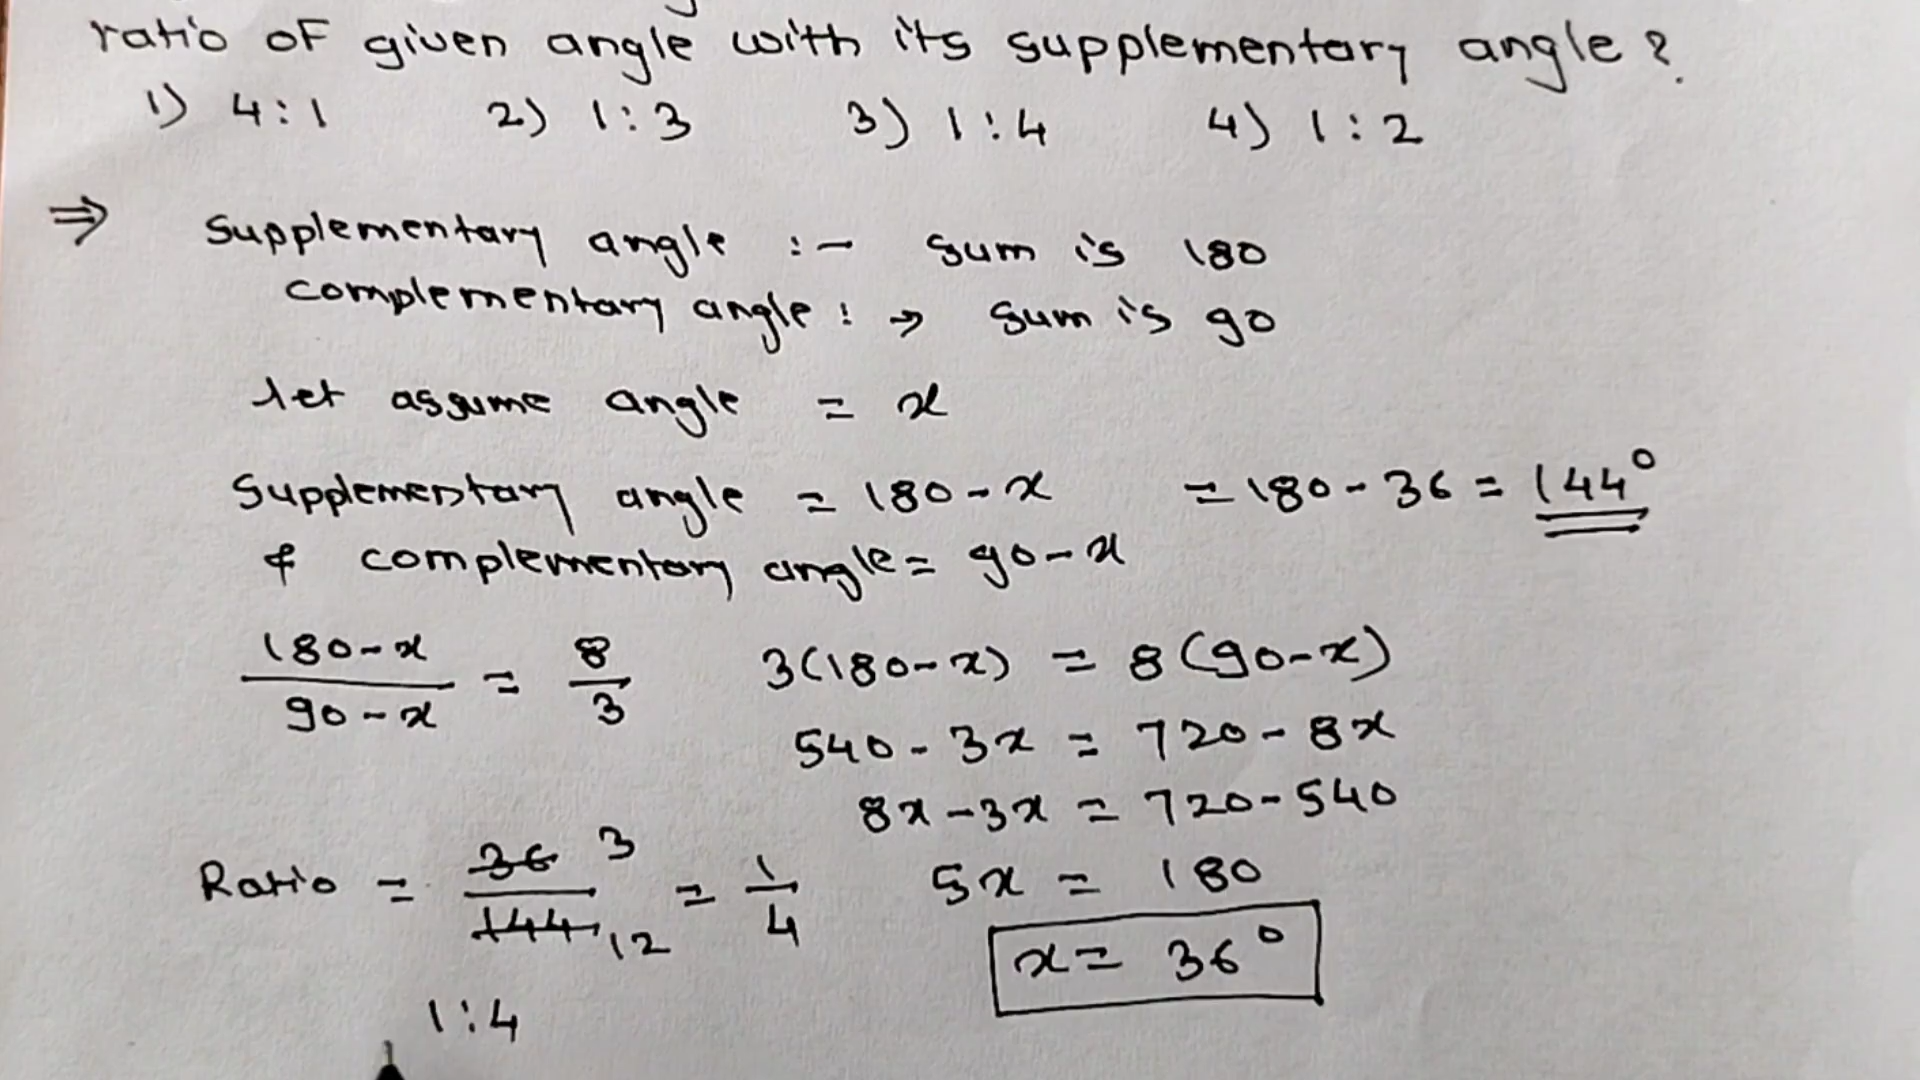 ratio of given angle with its supplementary angle ?
1) 4:1 2) 1:3 3) 1:4 4) 1:2
⇒ Supplementary angle :- sum is 180
complementary angle : → sum is 90
let assume angle = x
Supplementary angle = 180-x = 180-36 = 144°
& complementary angle = 90-x
180-x / 90-x = 8/3 3(180-x) = 8(90-x)
540-3x = 720-8x
8x-3x = 720-540
Ratio = 36 3 / 144 12 = 1/4 5x = 180
x = 36°
1:4